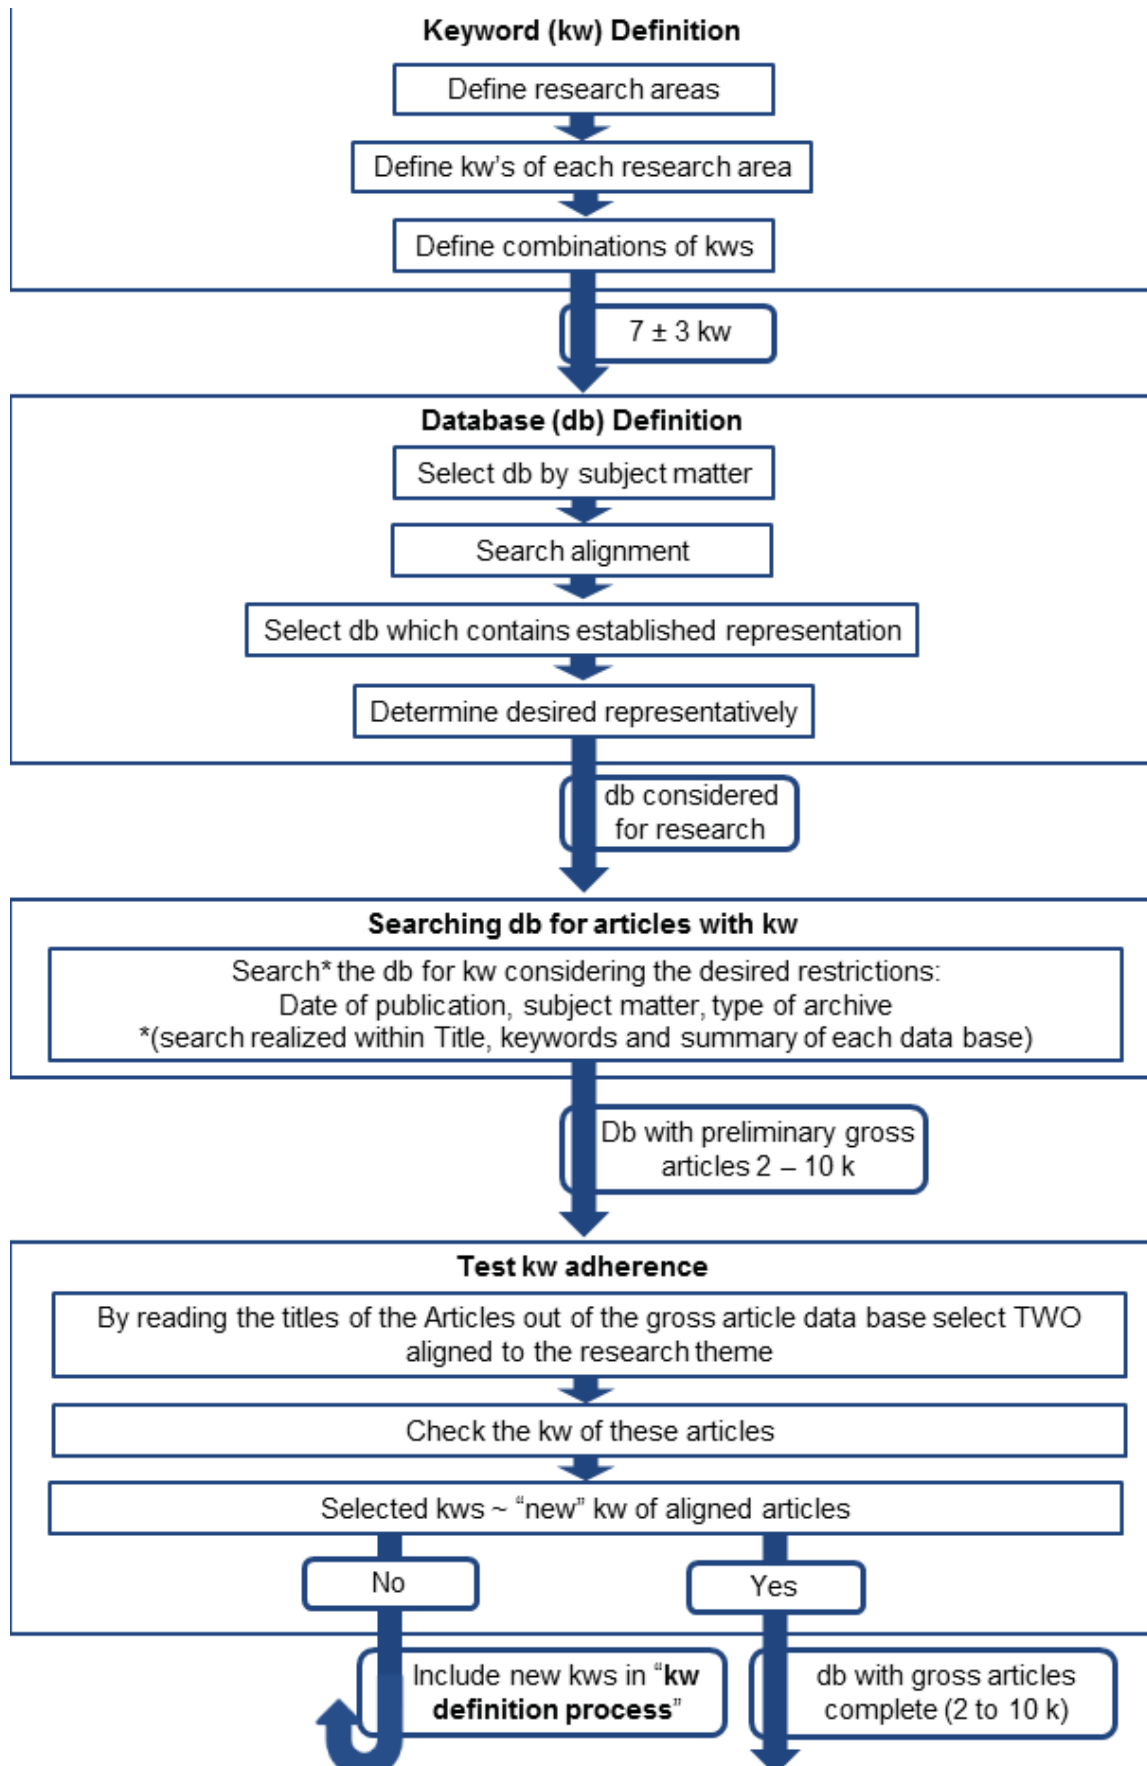 Keyword (kw) Definition
Define research areas
Define kw's of each research area
Define combinations of kws
7 ± 3 kw
Database (db) Definition
Select db by subject matter
Search alignment
Select db which contains established representation
Determine desired representatively
db considered
for research
Searching db for articles with kw
Search* the db for kw considering the desired restrictions:
Date of publication, subject matter, type of archive
*(search realized within Title, keywords and summary of each data base)
Db with preliminary gross
articles 2 – 10 k
Test kw adherence
By reading the titles of the Articles out of the gross article data base select TWO
aligned to the research theme
Check the kw of these articles
Selected kws ~ “new” kw of aligned articles
No
Yes
Include new kws in “kw
definition process”
db with gross articles
complete (2 to 10 k)